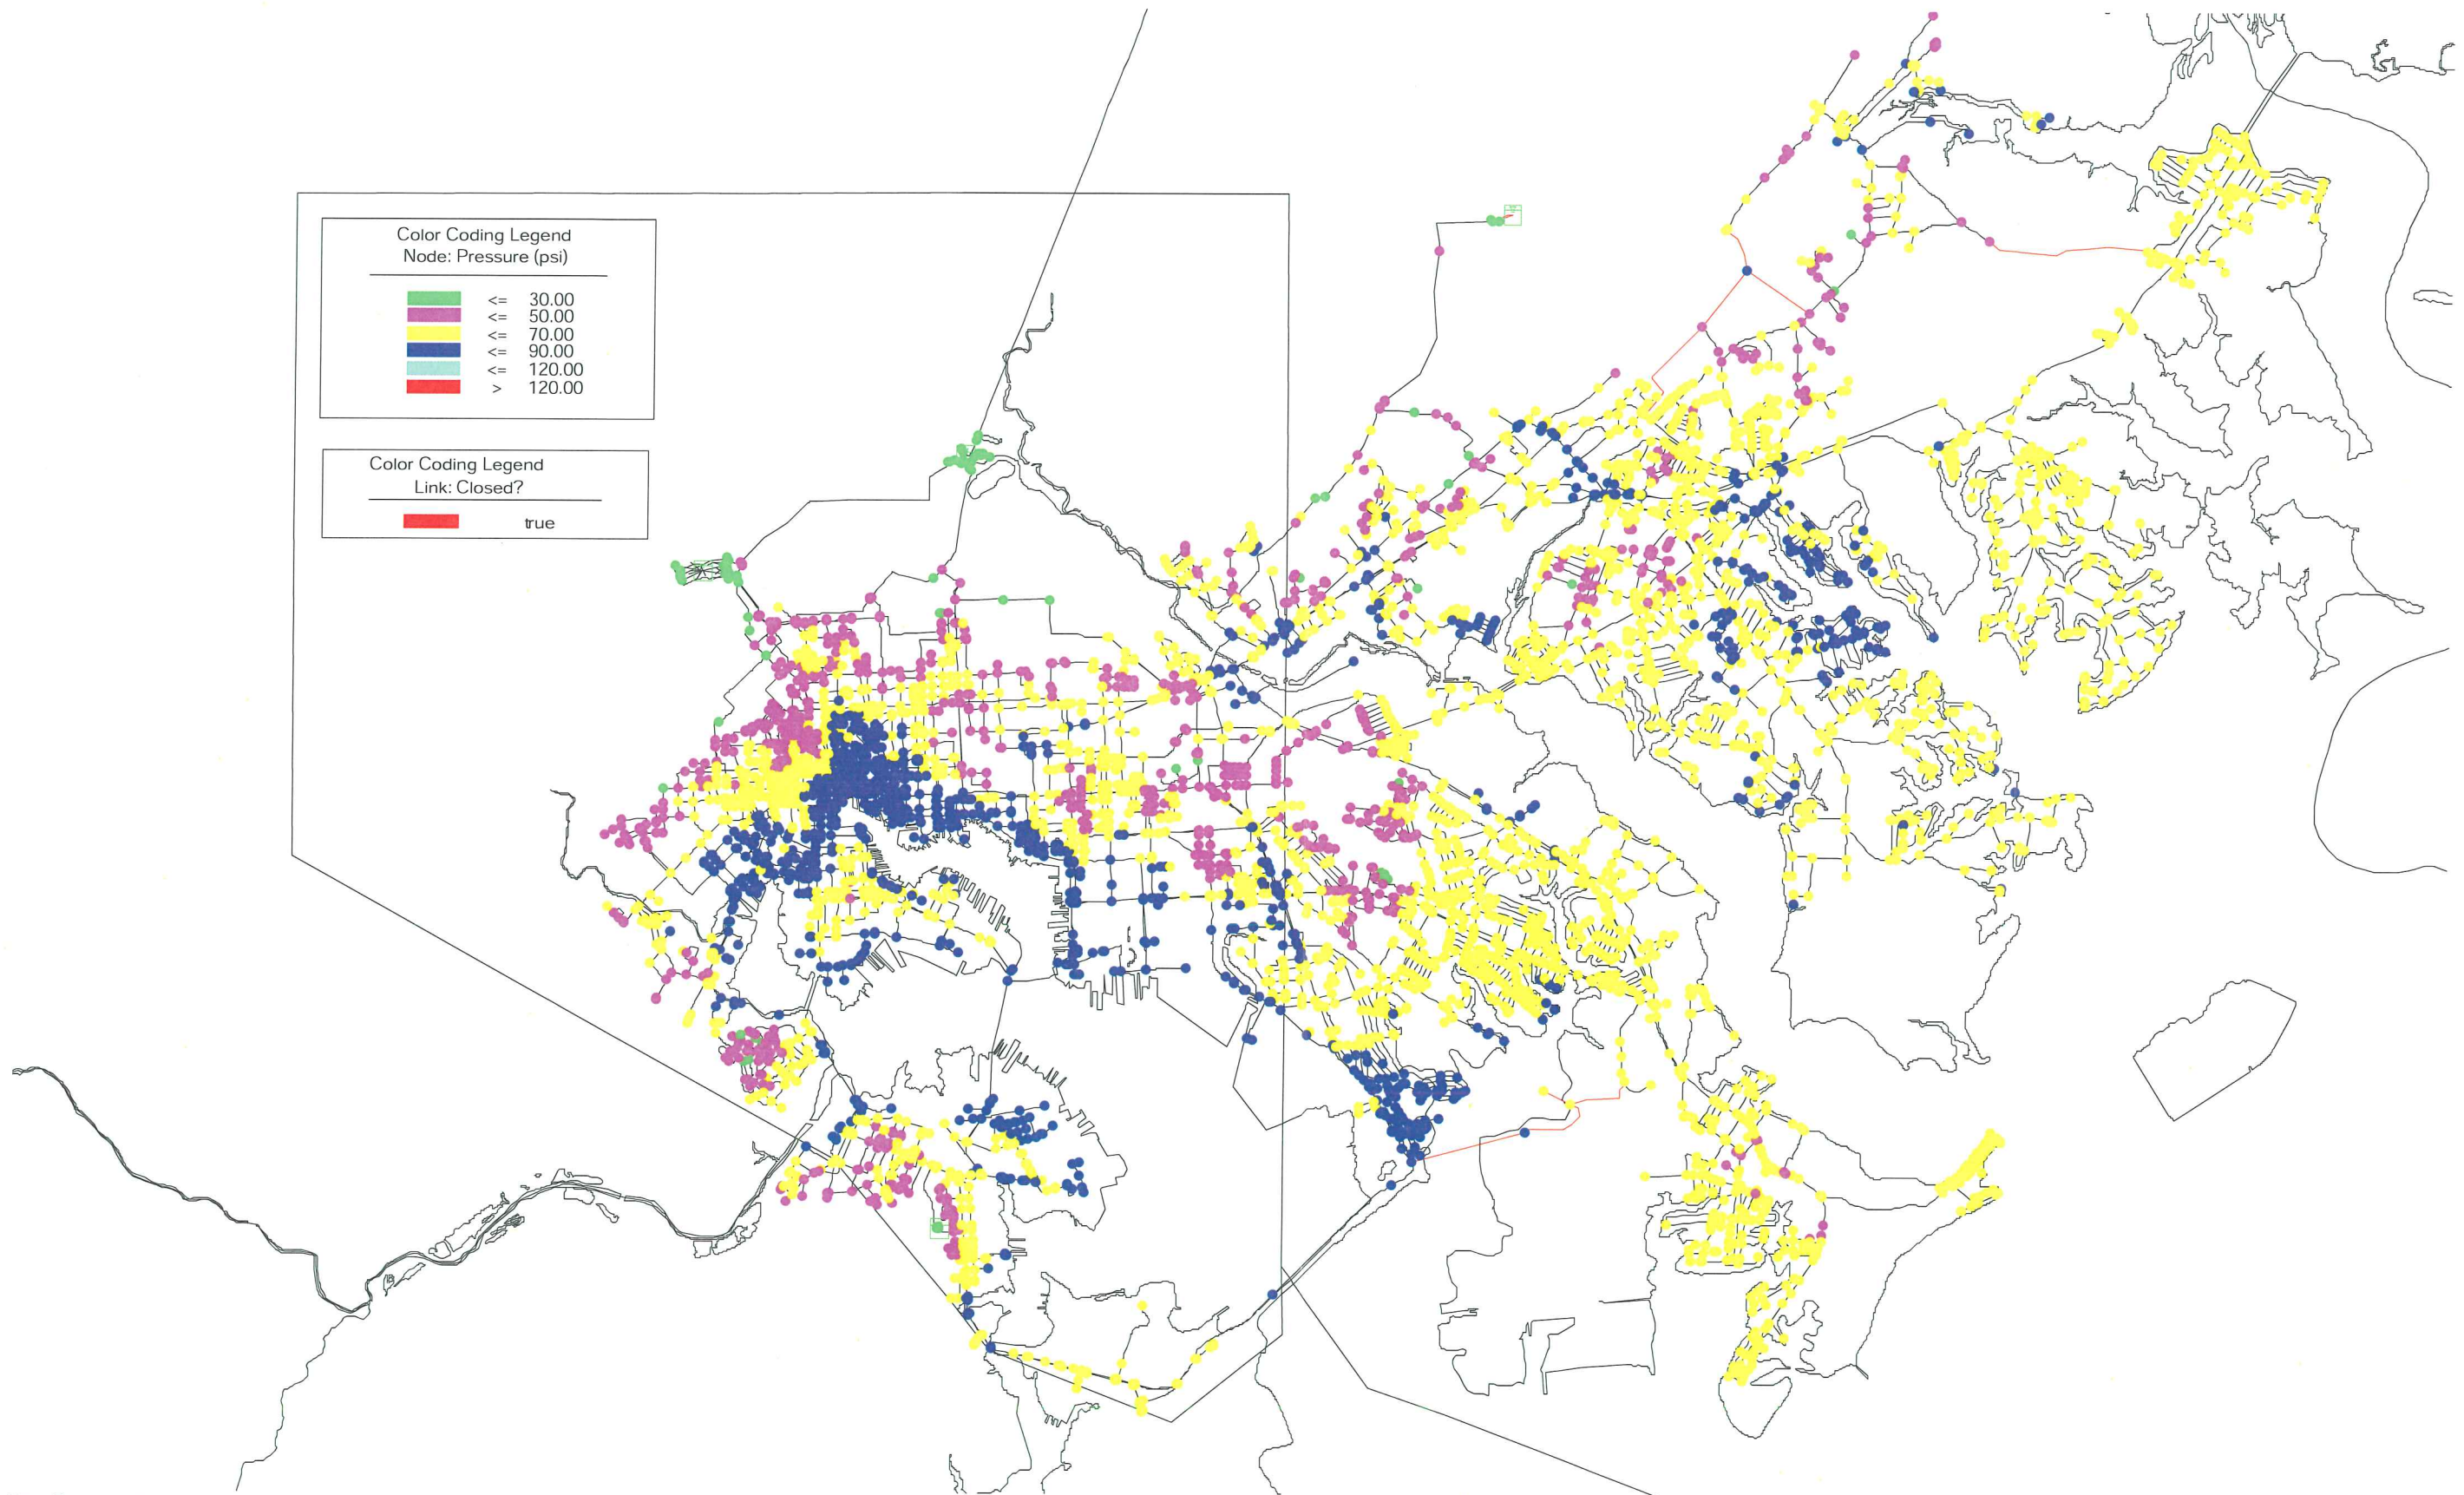 Color Coding Legend
Node: Pressure (psi)
<= 30.00
<= 50.00
<= 70.00
<= 90.00
<= 120.00
> 120.00
Color Coding Legend
Link: Closed?
true